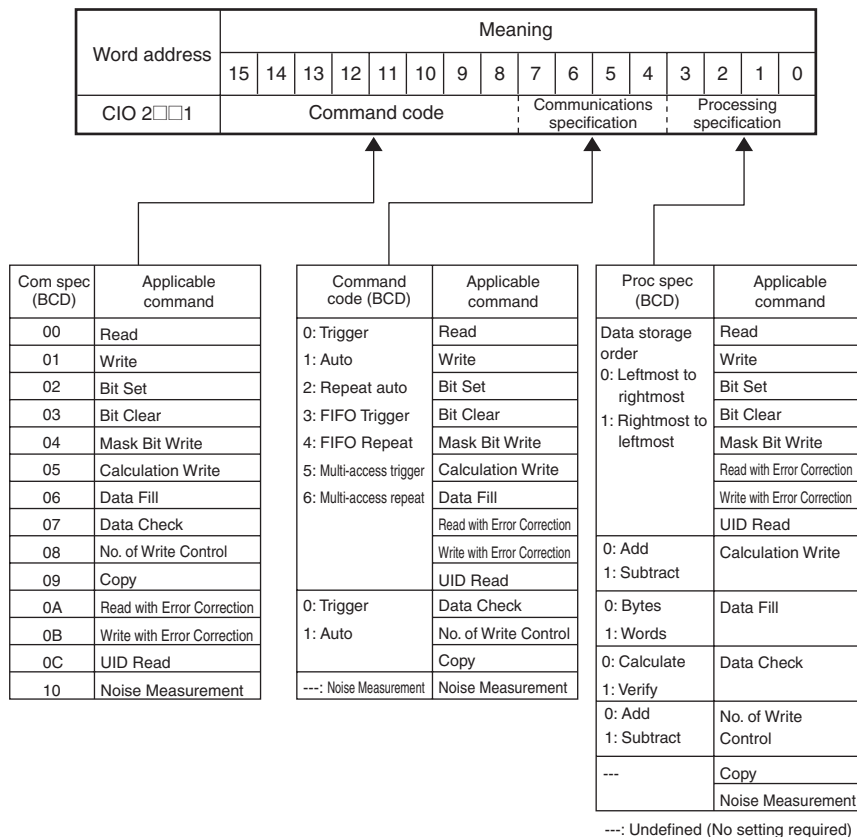 Word address
Meaning
15 14 13 12 11 10 9 8 7 6 5 4 3 2 1 0
CIO 2□□1
Command code
Communications
specification
Processing
specification
Com spec
(BCD)
Applicable
command
00 Read
01 Write
02 Bit Set
03 Bit Clear
04 Mask Bit Write
05 Calculation Write
06 Data Fill
07 Data Check
08 No. of Write Control
09 Copy
0A Read with Error Correction
0B Write with Error Correction
0C UID Read
10 Noise Measurement
Command
code (BCD)
Applicable
command
0: Trigger
1: Auto
2: Repeat auto
3: FIFO Trigger
4: FIFO Repeat
5: Multi-access trigger
6: Multi-access repeat
Read
Write
Bit Set
Bit Clear
Mask Bit Write
Calculation Write
Data Fill
Read with Error Correction
Write with Error Correction
UID Read
0: Trigger
1: Auto
Data Check
No. of Write Control
Copy
---: Noise Measurement
Noise Measurement
Proc spec
(BCD)
Applicable
command
Data storage
order
0: Leftmost to
rightmost
1: Rightmost to
leftmost
Read
Write
Bit Set
Bit Clear
Mask Bit Write
Read with Error Correction
Write with Error Correction
UID Read
0: Add
1: Subtract
Calculation Write
0: Bytes
1: Words
Data Fill
0: Calculate
1: Verify
Data Check
0: Add
1: Subtract
No. of Write
Control
---
Copy
Noise Measurement
---: Undefined (No setting required)